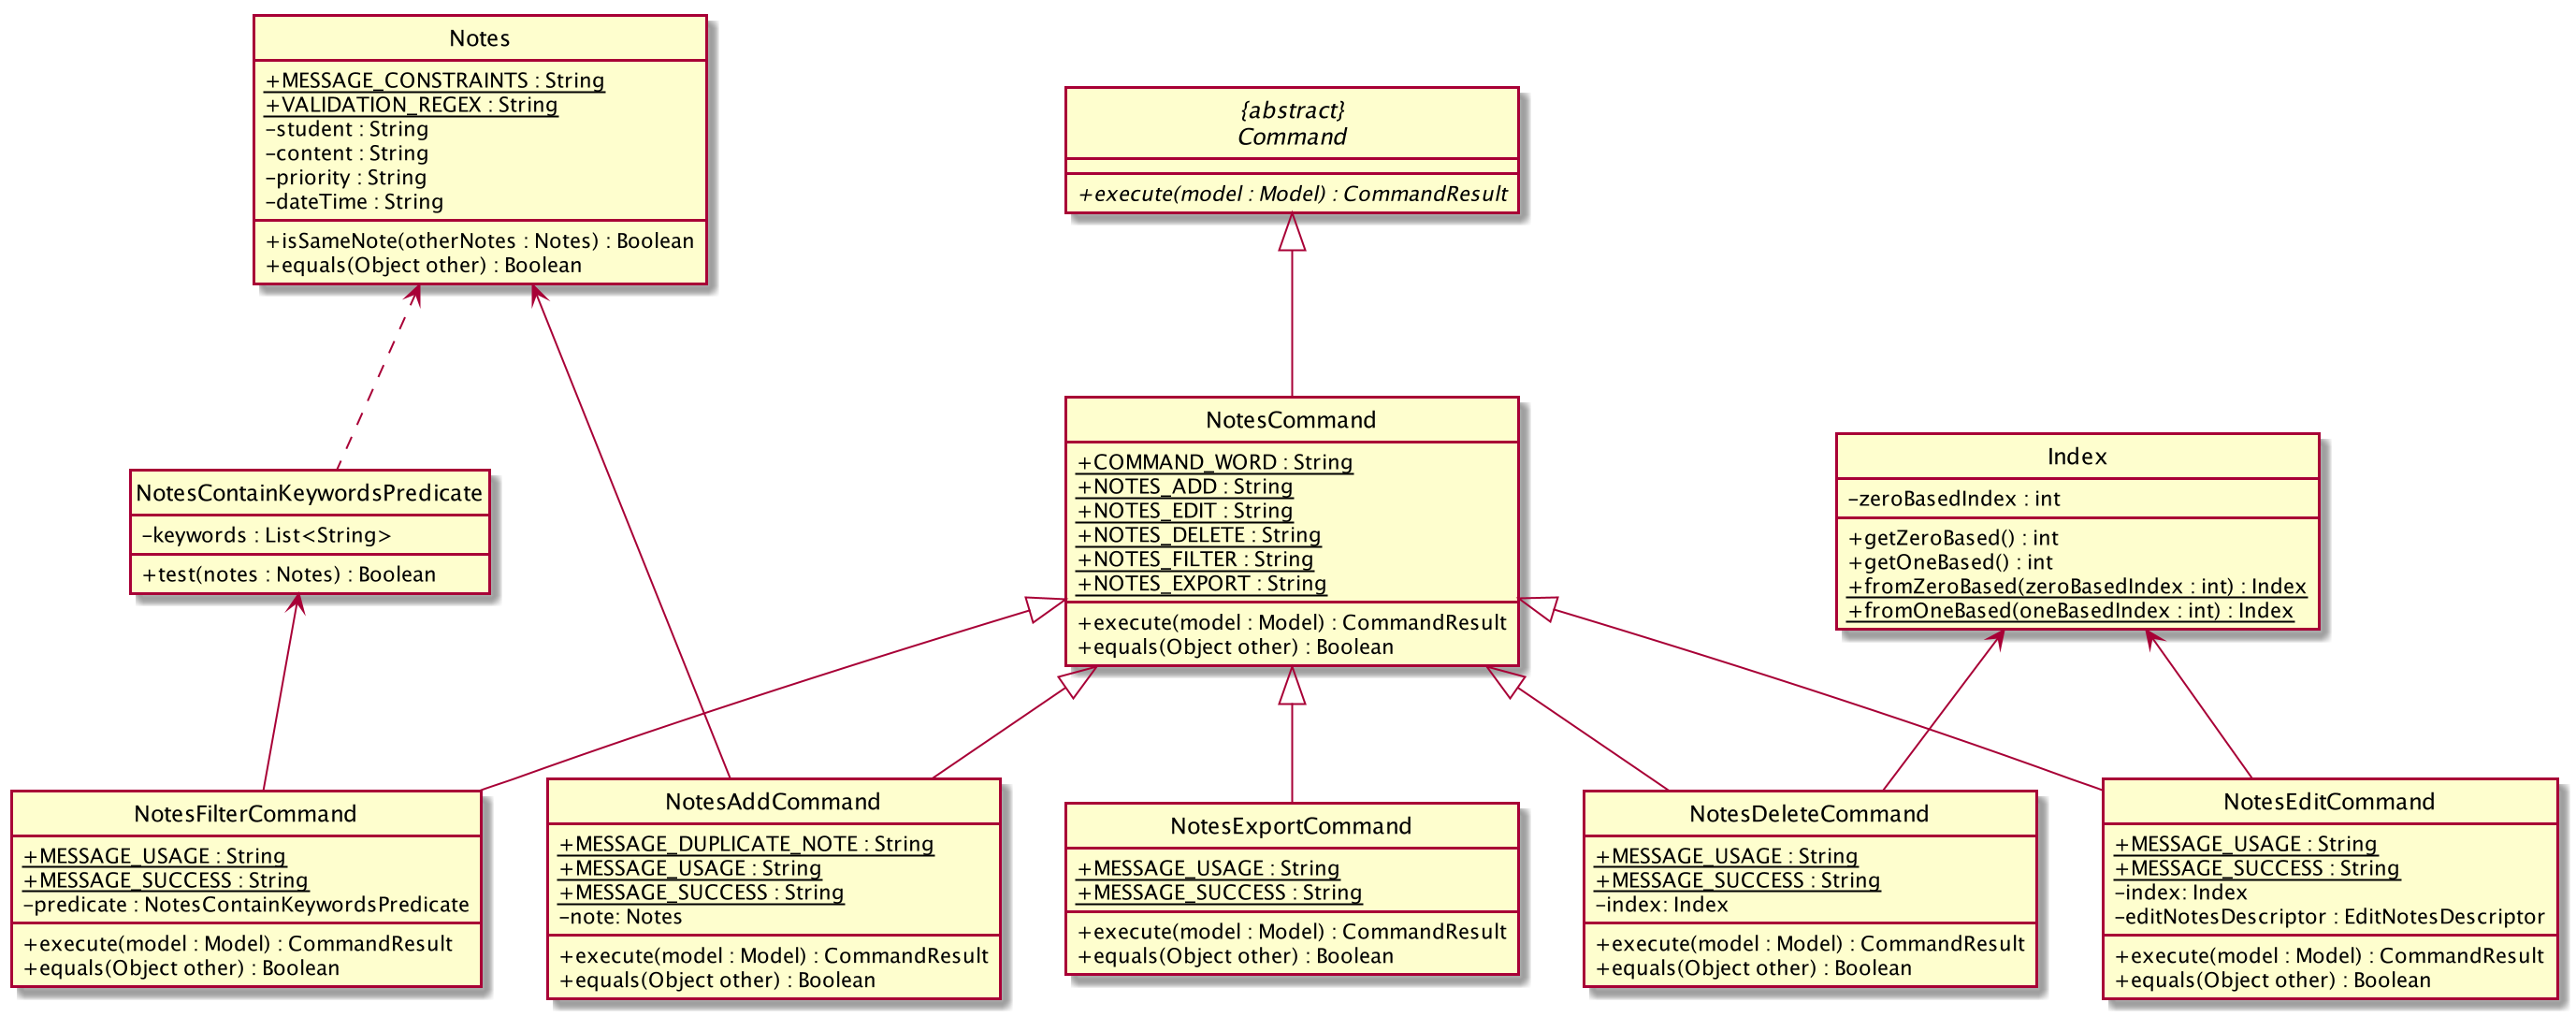 Notes
+MESSAGE_CONSTRAINTS : String
+VALIDATION_REGEX : String
-student : String
-content : String
-priority : String
-dateTime : String
+isSameNote(otherNotes : Notes) : Boolean
+equals(Object other) : Boolean
{abstract}
Command
+execute(model : Model) : CommandResult
NotesCommand
+COMMAND_WORD : String
+NOTES_ADD : String
+NOTES_EDIT : String
+NOTES_DELETE : String
+NOTES_FILTER : String
+NOTES_EXPORT : String
+execute(model : Model) : CommandResult
+equals(Object other) : Boolean
Index
-zeroBasedIndex : int
+getZeroBased() : int
+getOneBased() : int
+fromZeroBased(zeroBasedIndex : int) : Index
+fromOneBased(oneBasedIndex : int) : Index
NotesContainKeywordsPredicate
-keywords : List<String>
+test(notes : Notes) : Boolean
NotesFilterCommand
+MESSAGE_USAGE : String
+MESSAGE_SUCCESS : String
-predicate : NotesContainKeywordsPredicate
+execute(model : Model) : CommandResult
+equals(Object other) : Boolean
NotesAddCommand
+MESSAGE_DUPLICATE_NOTE : String
+MESSAGE_USAGE : String
+MESSAGE_SUCCESS : String
-note: Notes
+execute(model : Model) : CommandResult
+equals(Object other) : Boolean
NotesExportCommand
+MESSAGE_USAGE : String
+MESSAGE_SUCCESS : String
+execute(model : Model) : CommandResult
+equals(Object other) : Boolean
NotesDeleteCommand
+MESSAGE_USAGE : String
+MESSAGE_SUCCESS : String
-index: Index
+execute(model : Model) : CommandResult
+equals(Object other) : Boolean
NotesEditCommand
+MESSAGE_USAGE : String
+MESSAGE_SUCCESS : String
-index: Index
-editNotesDescriptor : EditNotesDescriptor
+execute(model : Model) : CommandResult
+equals(Object other) : Boolean